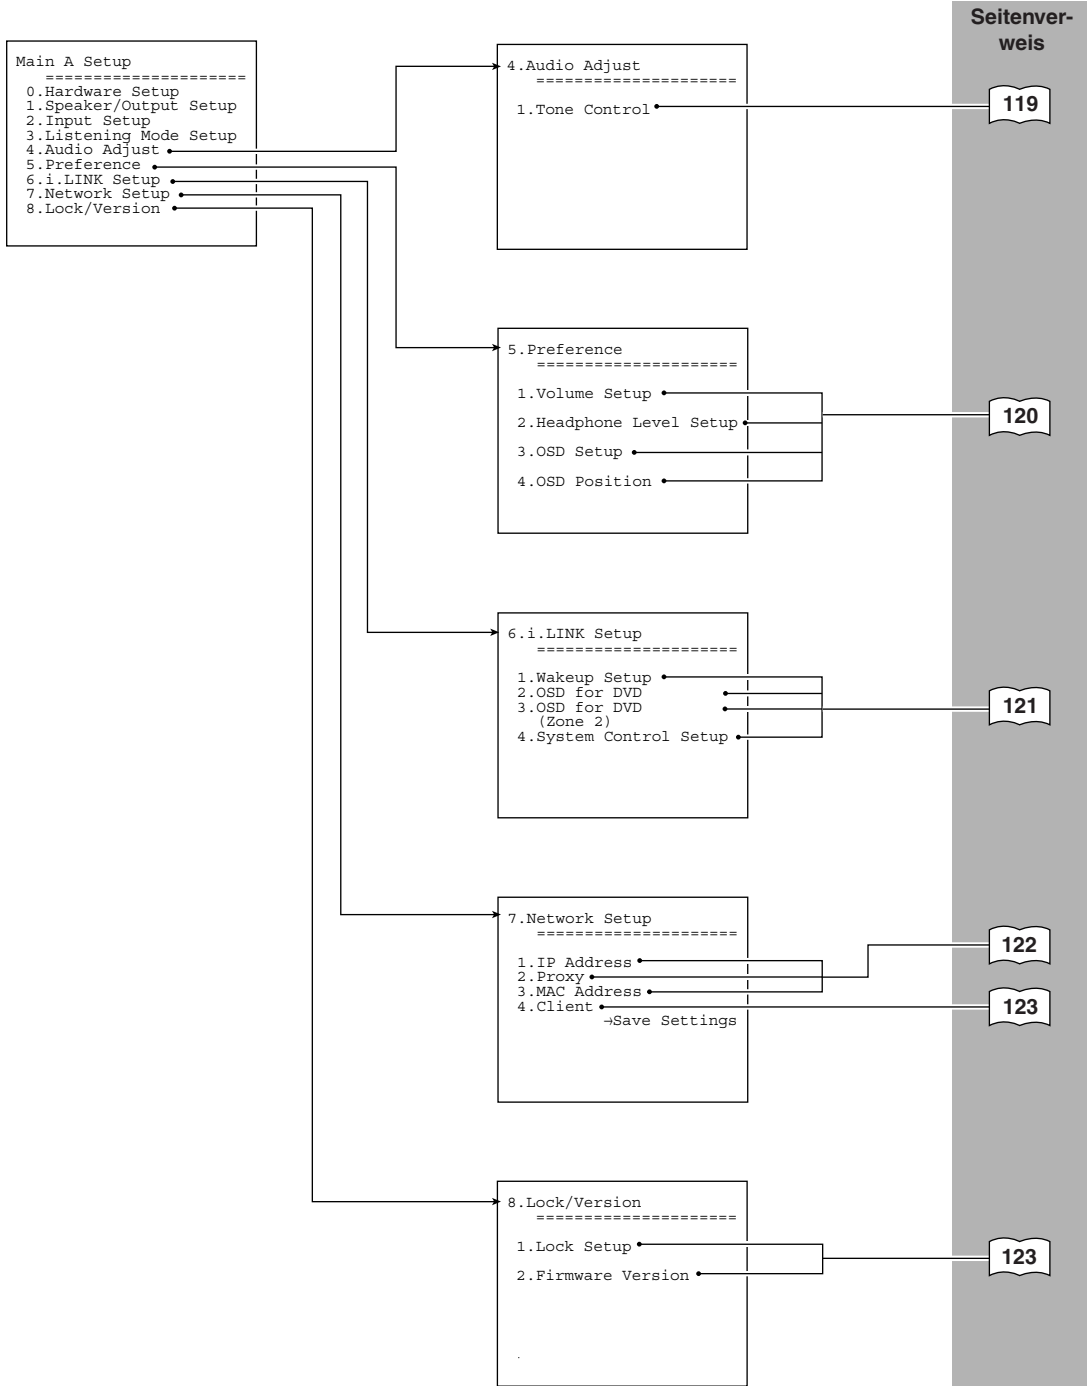 Seitenver-
weis
Main A Setup
=====================
0.Hardware Setup
1.Speaker/Output Setup
2.Input Setup
3.Listening Mode Setup
4.Audio Adjust
5.Preference
6.i.LINK Setup
7.Network Setup
8.Lock/Version
4.Audio Adjust
=====================
1.Tone Control
119
5.Preference
=====================
1.Volume Setup
2.Headphone Level Setup
3.OSD Setup
4.OSD Position
120
6.i.LINK Setup
=====================
1.Wakeup Setup
2.OSD for DVD
3.OSD for DVD
(Zone 2)
4.System Control Setup
121
7.Network Setup
=====================
1.IP Address
2.Proxy
3.MAC Address
4.Client
→Save Settings
122
123
8.Lock/Version
=====================
1.Lock Setup
2.Firmware Version
123